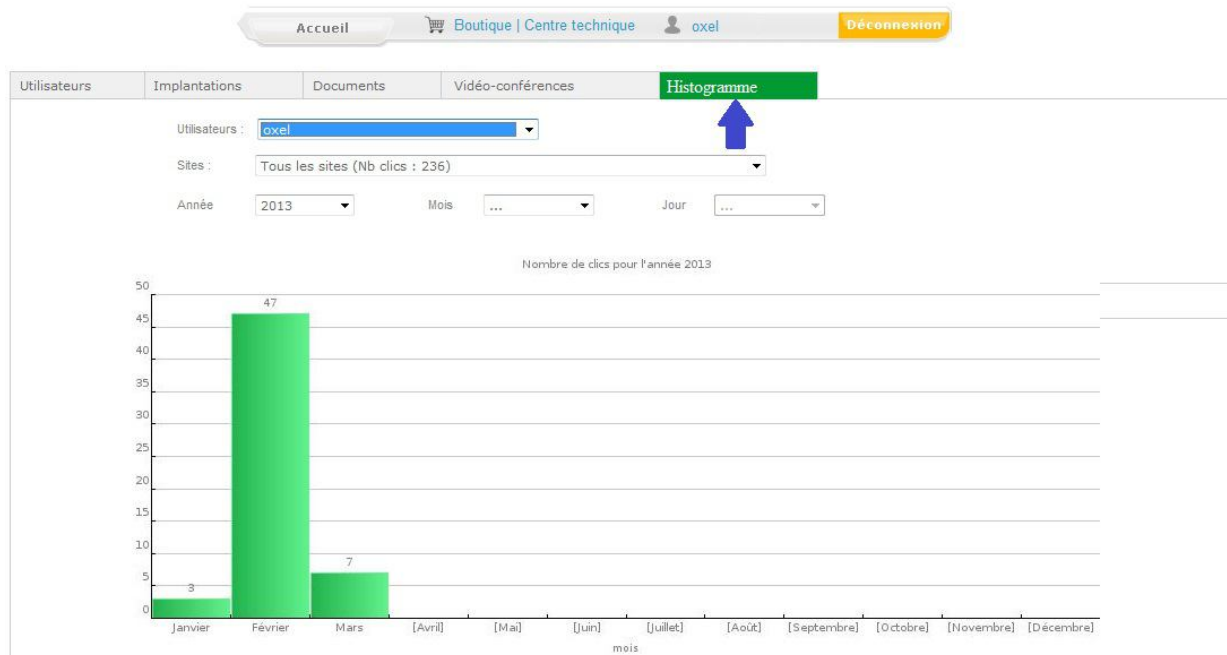 Accueil Boutique | Centre technique oxel Déconnexion
Utilisateurs Implantations Documents Vidéo-conférences Histogramme
Utilisateurs : oxel
Sites : Tous les sites (Nb clics : 236)
Année 2013 Mois ... Jour ...
Nombre de clics pour l'année 2013
50
47
45
40
35
30
25
20
15
10
7
5
3
0
Janvier Février Mars [Avril] [Mai] [Juin] [Juillet] [Août] [Septembre] [Octobre] [Novembre] [Décembre]
mois